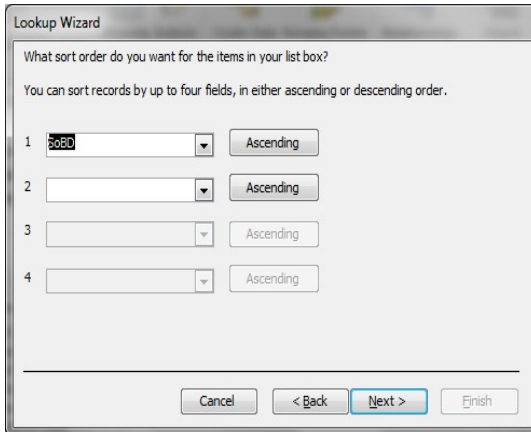 Lookup Wizard
What sort order do you want for the items in your list box?
You can sort records by up to four fields, in either ascending or descending order.
1 SoBD Ascending
2 Ascending
3 Ascending
4 Ascending
Cancel < Back Next > Finish